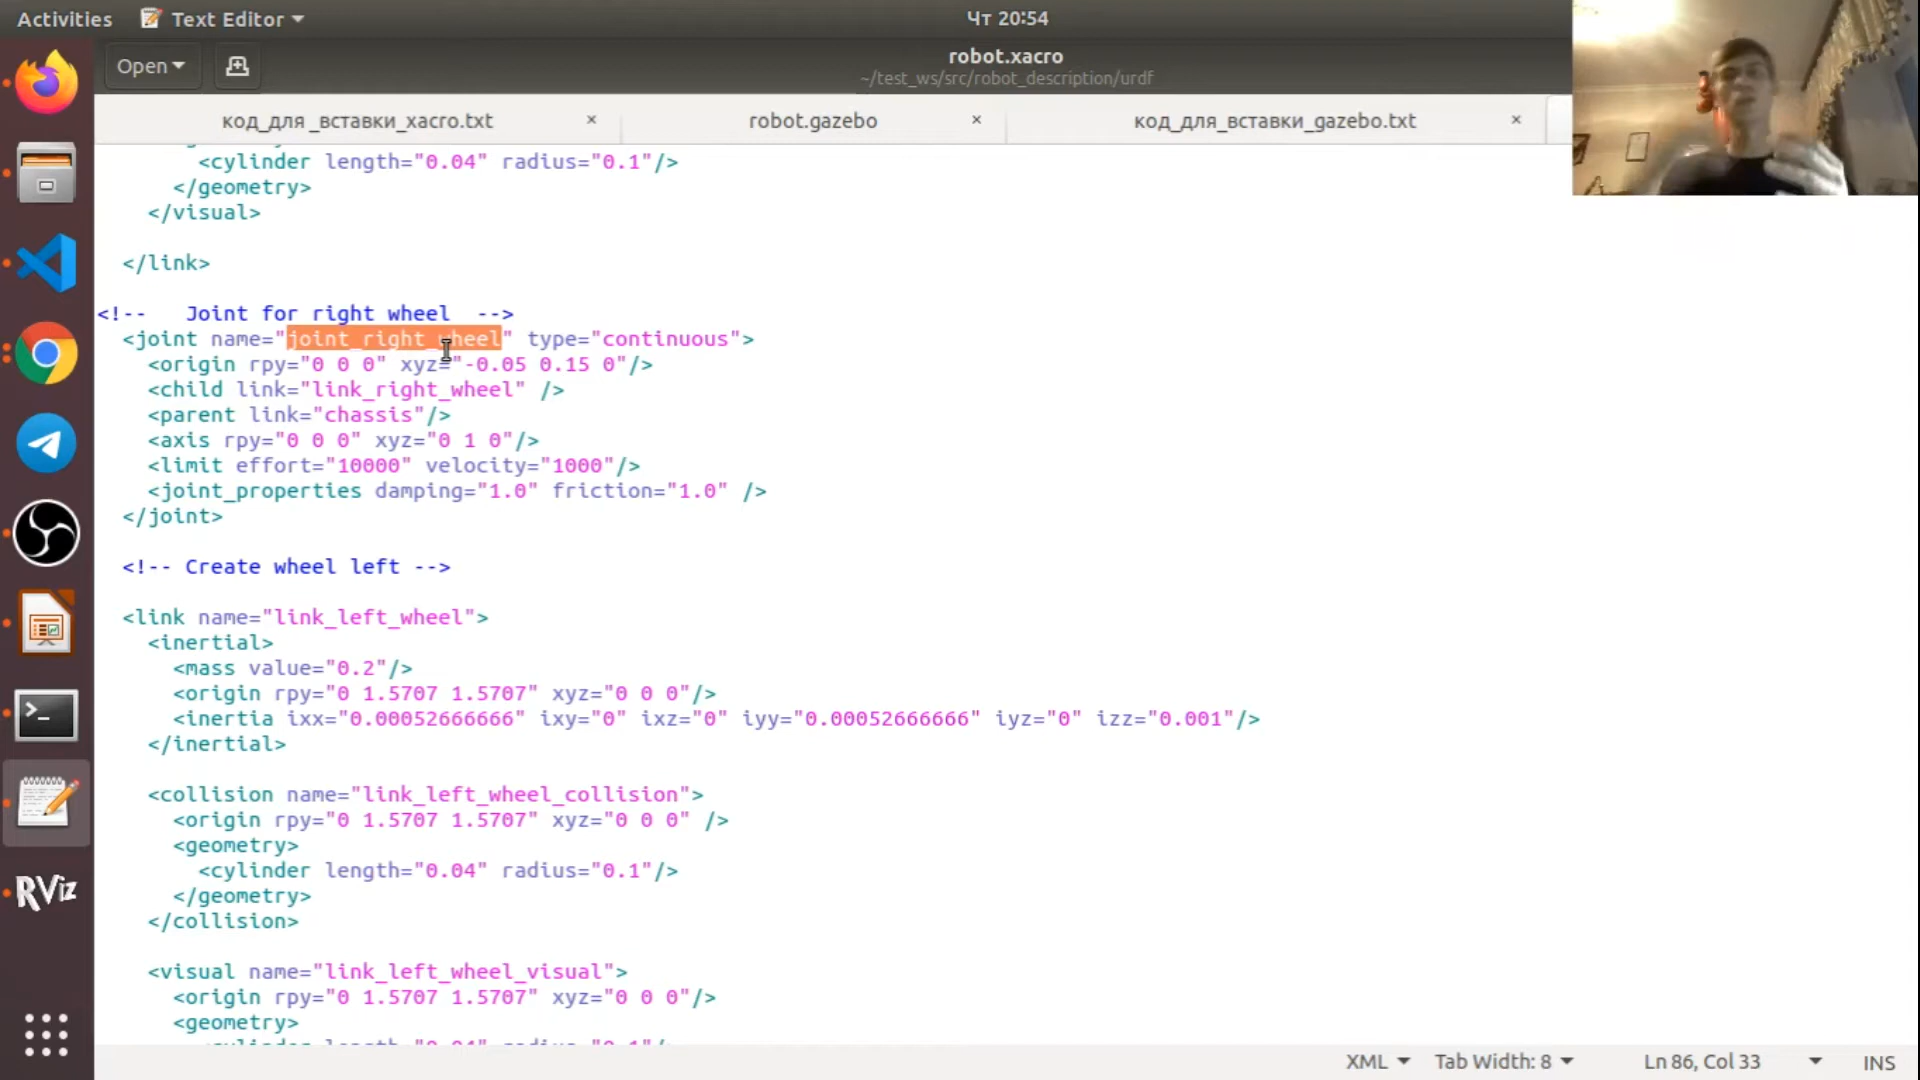 Activities
Text Editor
Чт 20:54
Open
robot.xacro
~/test_ws/src/robot_description/urdf
код_для _вставки_xacro.txt
robot.gazebo
код_для_вставки_gazebo.txt
<cylinder length="0.04" radius="0.1"/>
</geometry>
</visual>
</link>
<!--   Joint for right wheel  -->
<joint name="joint_right_wheel" type="continuous">
<origin rpy="0 0 0" xyz="-0.05 0.15 0"/>
<child link="link_right_wheel" />
<parent link="chassis"/>
<axis rpy="0 0 0" xyz="0 1 0"/>
<limit effort="10000" velocity="1000"/>
<joint_properties damping="1.0" friction="1.0" />
</joint>
<!-- Create wheel left -->
<link name="link_left_wheel">
<inertial>
<mass value="0.2"/>
<origin rpy="0 1.5707 1.5707" xyz="0 0 0"/>
<inertia ixx="0.00052666666" ixy="0" ixz="0" iyy="0.00052666666" iyz="0" izz="0.001"/>
</inertial>
<collision name="link_left_wheel_collision">
<origin rpy="0 1.5707 1.5707" xyz="0 0 0" />
<geometry>
<cylinder length="0.04" radius="0.1"/>
</geometry>
</collision>
<visual name="link_left_wheel_visual">
<origin rpy="0 1.5707 1.5707" xyz="0 0 0"/>
<geometry>
RViz
XML
Tab Width: 8
Ln 86, Col 33
INS